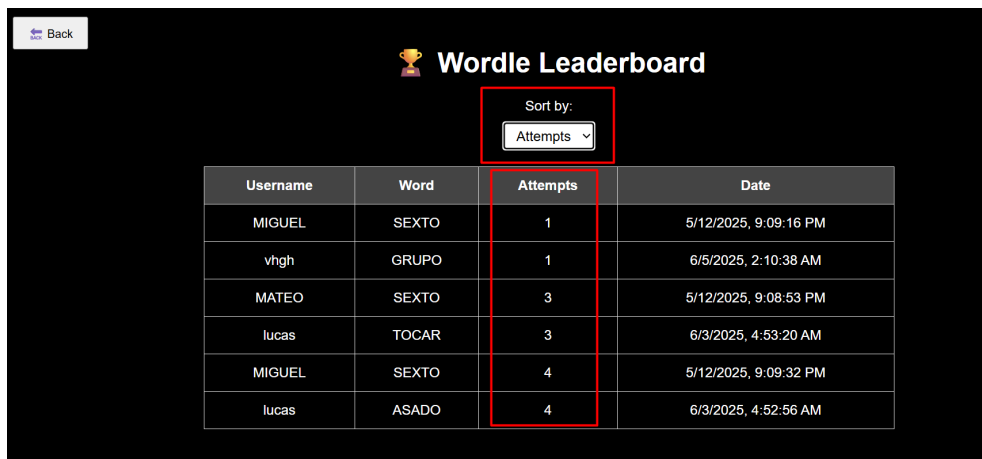 BACK Back
🏆 Wordle Leaderboard
Sort by:
Attempts
Username Word Attempts Date
MIGUEL SEXTO 1 5/12/2025, 9:09:16 PM
vhgh GRUPO 1 6/5/2025, 2:10:38 AM
MATEO SEXTO 3 5/12/2025, 9:08:53 PM
lucas TOCAR 3 6/3/2025, 4:53:20 AM
MIGUEL SEXTO 4 5/12/2025, 9:09:32 PM
lucas ASADO 4 6/3/2025, 4:52:56 AM